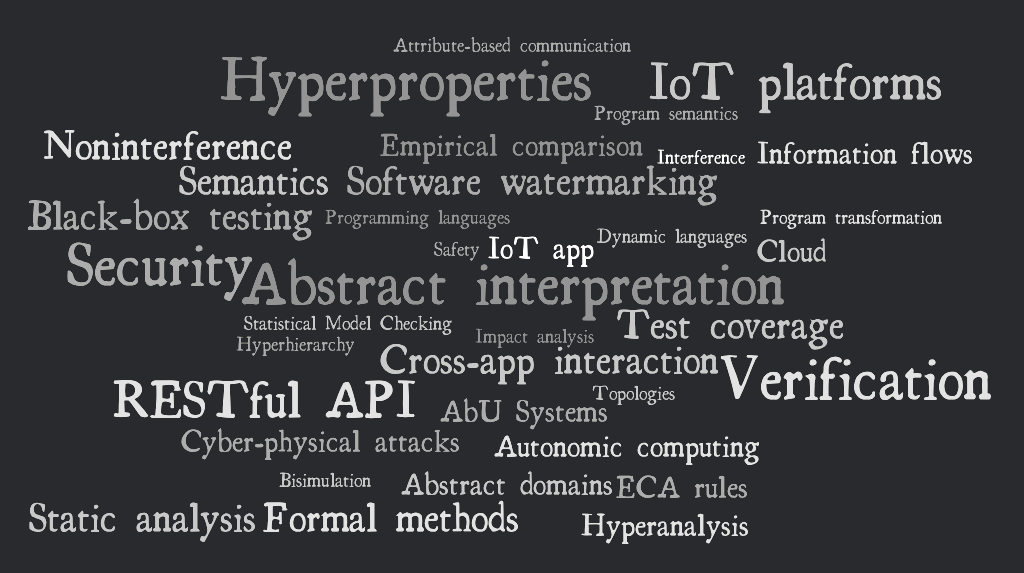 Attribute-based communication
Hyperproperties
IoT platforms
Program semantics
Noninterference
Empirical comparison
Interference
Information flows
Semantics
Software watermarking
Black-box testing
Programming languages
Program transformation
Safety
IoT app
Dynamic languages
Cloud
Security
Abstract interpretation
Statistical Model Checking
Impact analysis
Test coverage
Hyperhierarchy
Cross-app interaction
Verification
RESTful API
AbU Systems
Topologies
Cyber-physical attacks
Autonomic computing
Bisimulation
Abstract domains
ECA rules
Static analysis
Formal methods
Hyperanalysis